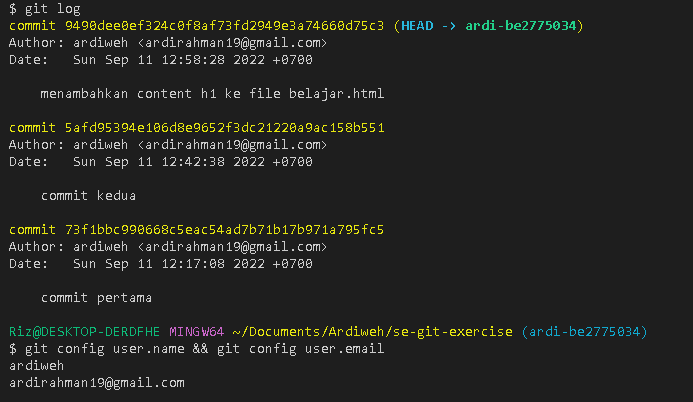 $ git log
commit 9490dee0ef324c0f8af73fd2949e3a74660d75c3 (HEAD -> ardi-be2775034)
Author: ardiweh <ardirahman19@gmail.com>
Date:   Sun Sep 11 12:58:28 2022 +0700
    menambahkan content h1 ke file belajar.html
commit 5afd95394e106d8e9652f3dc21220a9ac158b551
Author: ardiweh <ardirahman19@gmail.com>
Date:   Sun Sep 11 12:42:38 2022 +0700
    commit kedua
commit 73f1bbc990668c5eac54ad7b71b17b971a795fc5
Author: ardiweh <ardirahman19@gmail.com>
Date:   Sun Sep 11 12:17:08 2022 +0700
    commit pertama
Riz@DESKTOP-DERDFHE MINGW64 ~/Documents/Ardiweh/se-git-exercise (ardi-be2775034)
$ git config user.name && git config user.email
ardiweh
ardirahman19@gmail.com